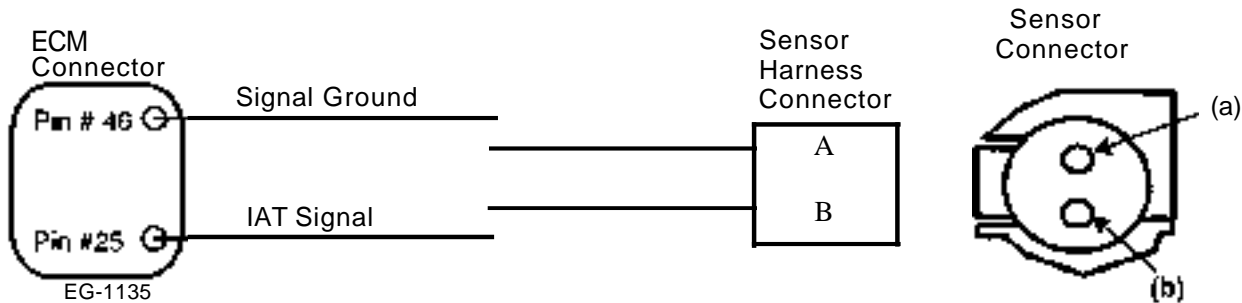 ECM
Connector
Pin # 46
Signal Ground
Pin #25
IAT Signal
EG-1135
Sensor
Harness
Connector
A
B
Sensor
Connector
(a)
(b)